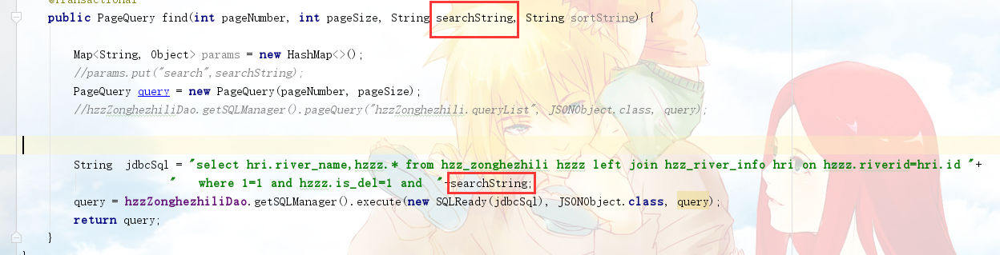 @Transactional
public PageQuery find(int pageNumber, int pageSize, String searchString, String sortString) {
Map<String, Object> params = new HashMap<>();
//params.put("search",searchString);
PageQuery query = new PageQuery(pageNumber, pageSize);
//hzzZonghezhiliDao.getSQLManager().pageQuery("hzzZonghezhili.queryList", JSONObject.class, query);
String jdbcSql = "select hri.river_name,hzzz.* from hzz_zonghezhili hzzz left join hzz_river_info hri on hzzz.riverid=hri.id "+
" where 1=1 and hzzz.is_del=1 and "+searchString;
query = hzzZonghezhiliDao.getSQLManager().execute(new SQLReady(jdbcSql), JSONObject.class, query);
return query;
}